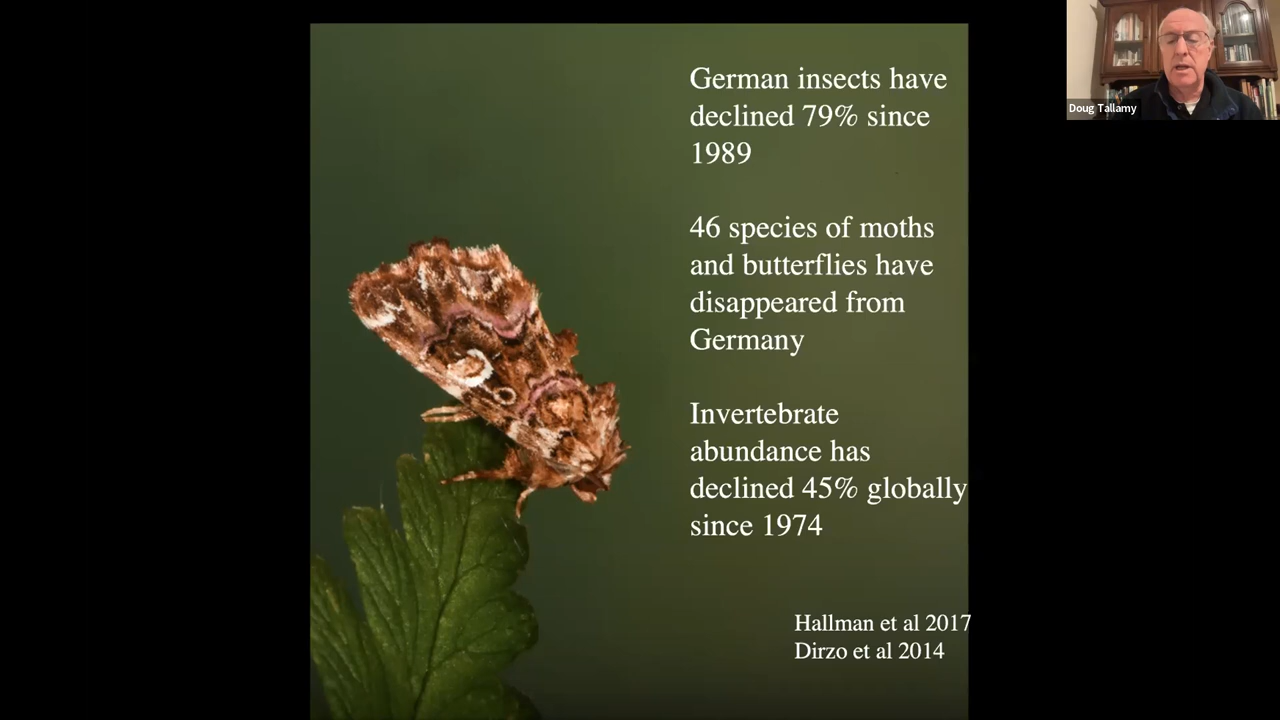 German insects have
declined 79% since
1989
46 species of moths
and butterflies have
disappeared from
Germany
Invertebrate
abundance has
declined 45% globally
since 1974
Hallman et al 2017
Dirzo et al 2014
Doug Tallamy